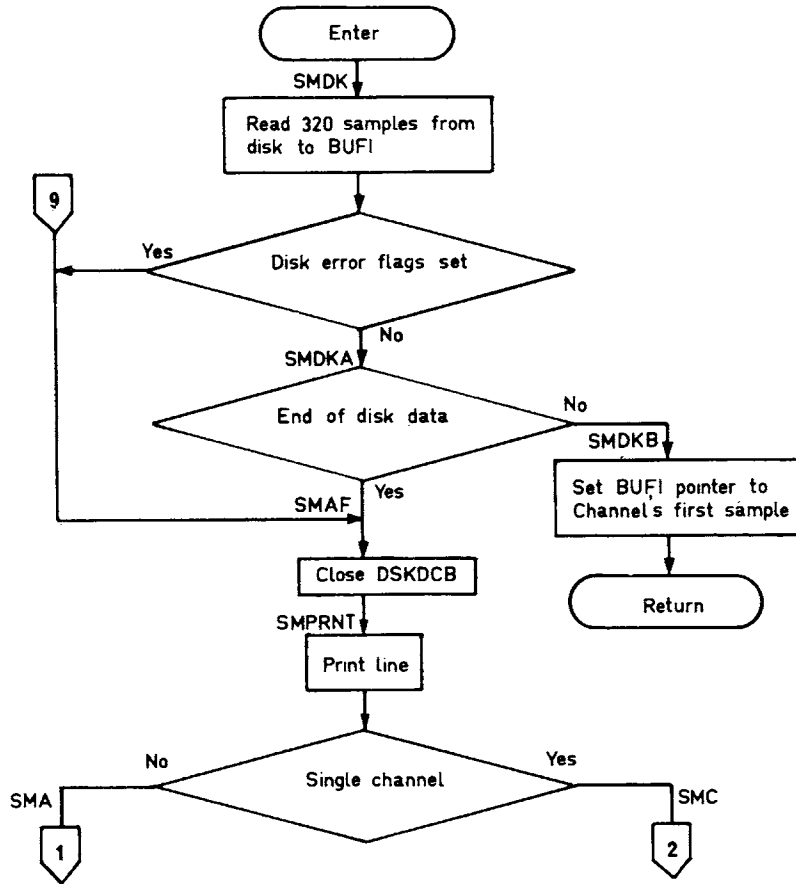 Enter
SMDK
Read 320 samples from
disk to BUFI
9
Yes
Disk error flags set
No
SMDKA
End of disk data
No
SMDKB
Yes
SMAF
Set BUFI pointer to
Channel's first sample
Close DSKDCB
Return
SMPRNT
Print line
No
Single channel
Yes
SMA
SMC
1
2